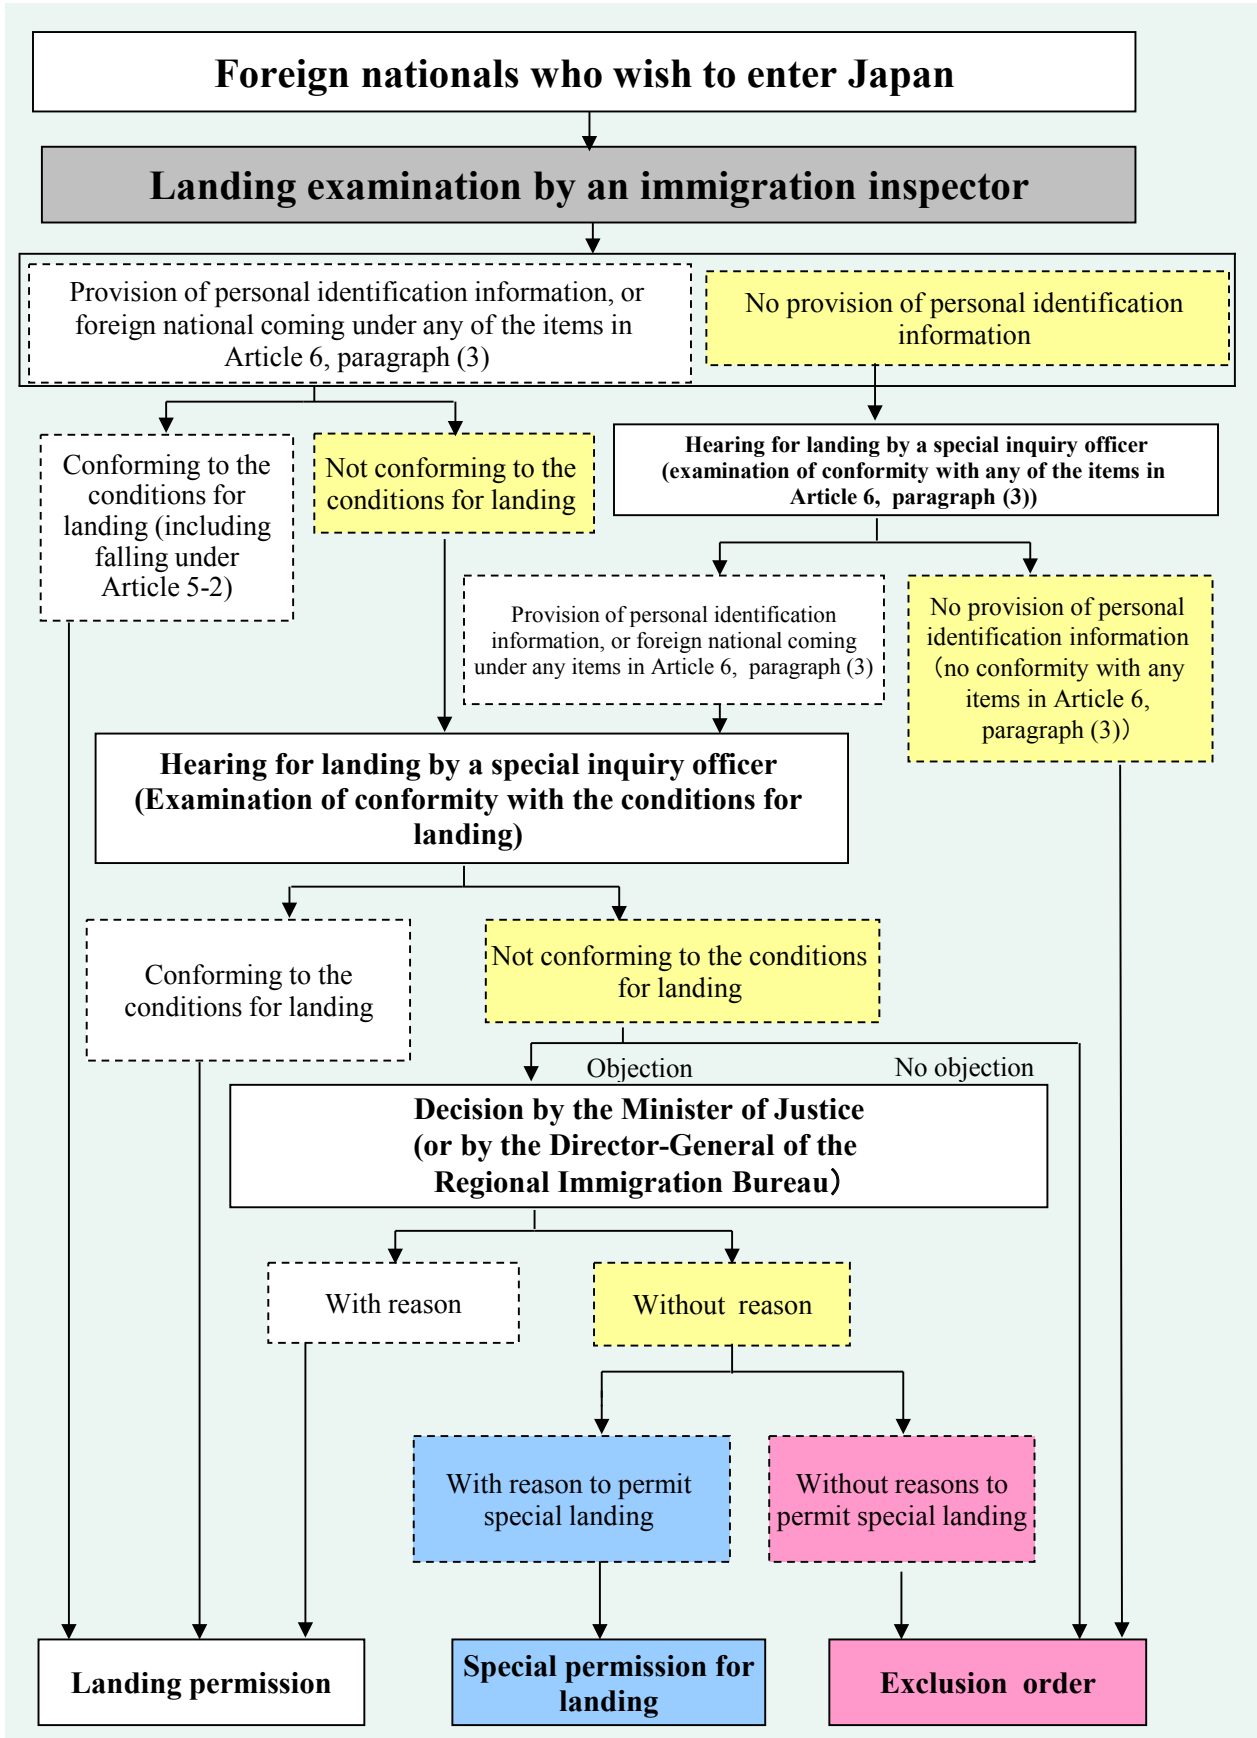 Foreign nationals who wish to enter Japan
Landing examination by an immigration inspector
Provision of personal identification information, or
foreign national coming under any of the items in
Article 6, paragraph (3)
No provision of personal identification
information
Conforming to the
conditions for
landing (including
falling under
Article 5-2)
Not conforming to the
conditions for landing
Hearing for landing by a special inquiry officer
(examination of conformity with any of the items in
Article 6, paragraph (3))
Provision of personal identification
information, or foreign national coming
under any items in Article 6, paragraph (3)
No provision of personal
identification information
（no conformity with any
items in Article 6,
paragraph (3)）
Hearing for landing by a special inquiry officer
(Examination of conformity with the conditions for
landing)
Conforming to the
conditions for landing
Not conforming to the conditions
for landing
Objection
No objection
Decision by the Minister of Justice
(or by the Director-General of the
Regional Immigration Bureau）
With reason
Without reason
With reason to permit
special landing
Without reasons to
permit special landing
Landing permission
Special permission for
landing
Exclusion order